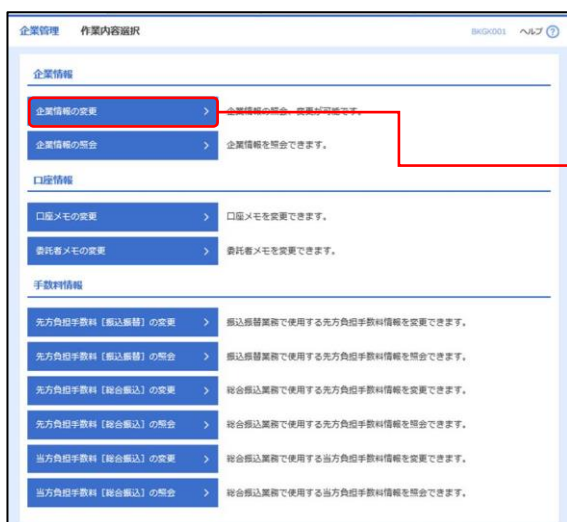 企業管理 作業内容選択 BKGK001 ヘルプ ?
企業情報
企業情報の変更 > 企業情報の照会、変更が可能です。
企業情報の照会 > 企業情報を照会できます。
口座情報
口座メモの変更 > 口座メモを変更できます。
委託者メモの変更 > 委託者メモを変更できます。
手数料情報
先方負担手数料［振込振替］の変更 > 振込振替業務で使用する先方負担手数料情報を変更できます。
先方負担手数料［振込振替］の照会 > 振込振替業務で使用する先方負担手数料情報を照会できます。
先方負担手数料［総合振込］の変更 > 総合振込業務で使用する先方負担手数料情報を変更できます。
先方負担手数料［総合振込］の照会 > 総合振込業務で使用する先方負担手数料情報を照会できます。
当方負担手数料［総合振込］の変更 > 総合振込業務で使用する当方負担手数料情報を変更できます。
当方負担手数料［総合振込］の照会 > 総合振込業務で使用する当方負担手数料情報を照会できます。